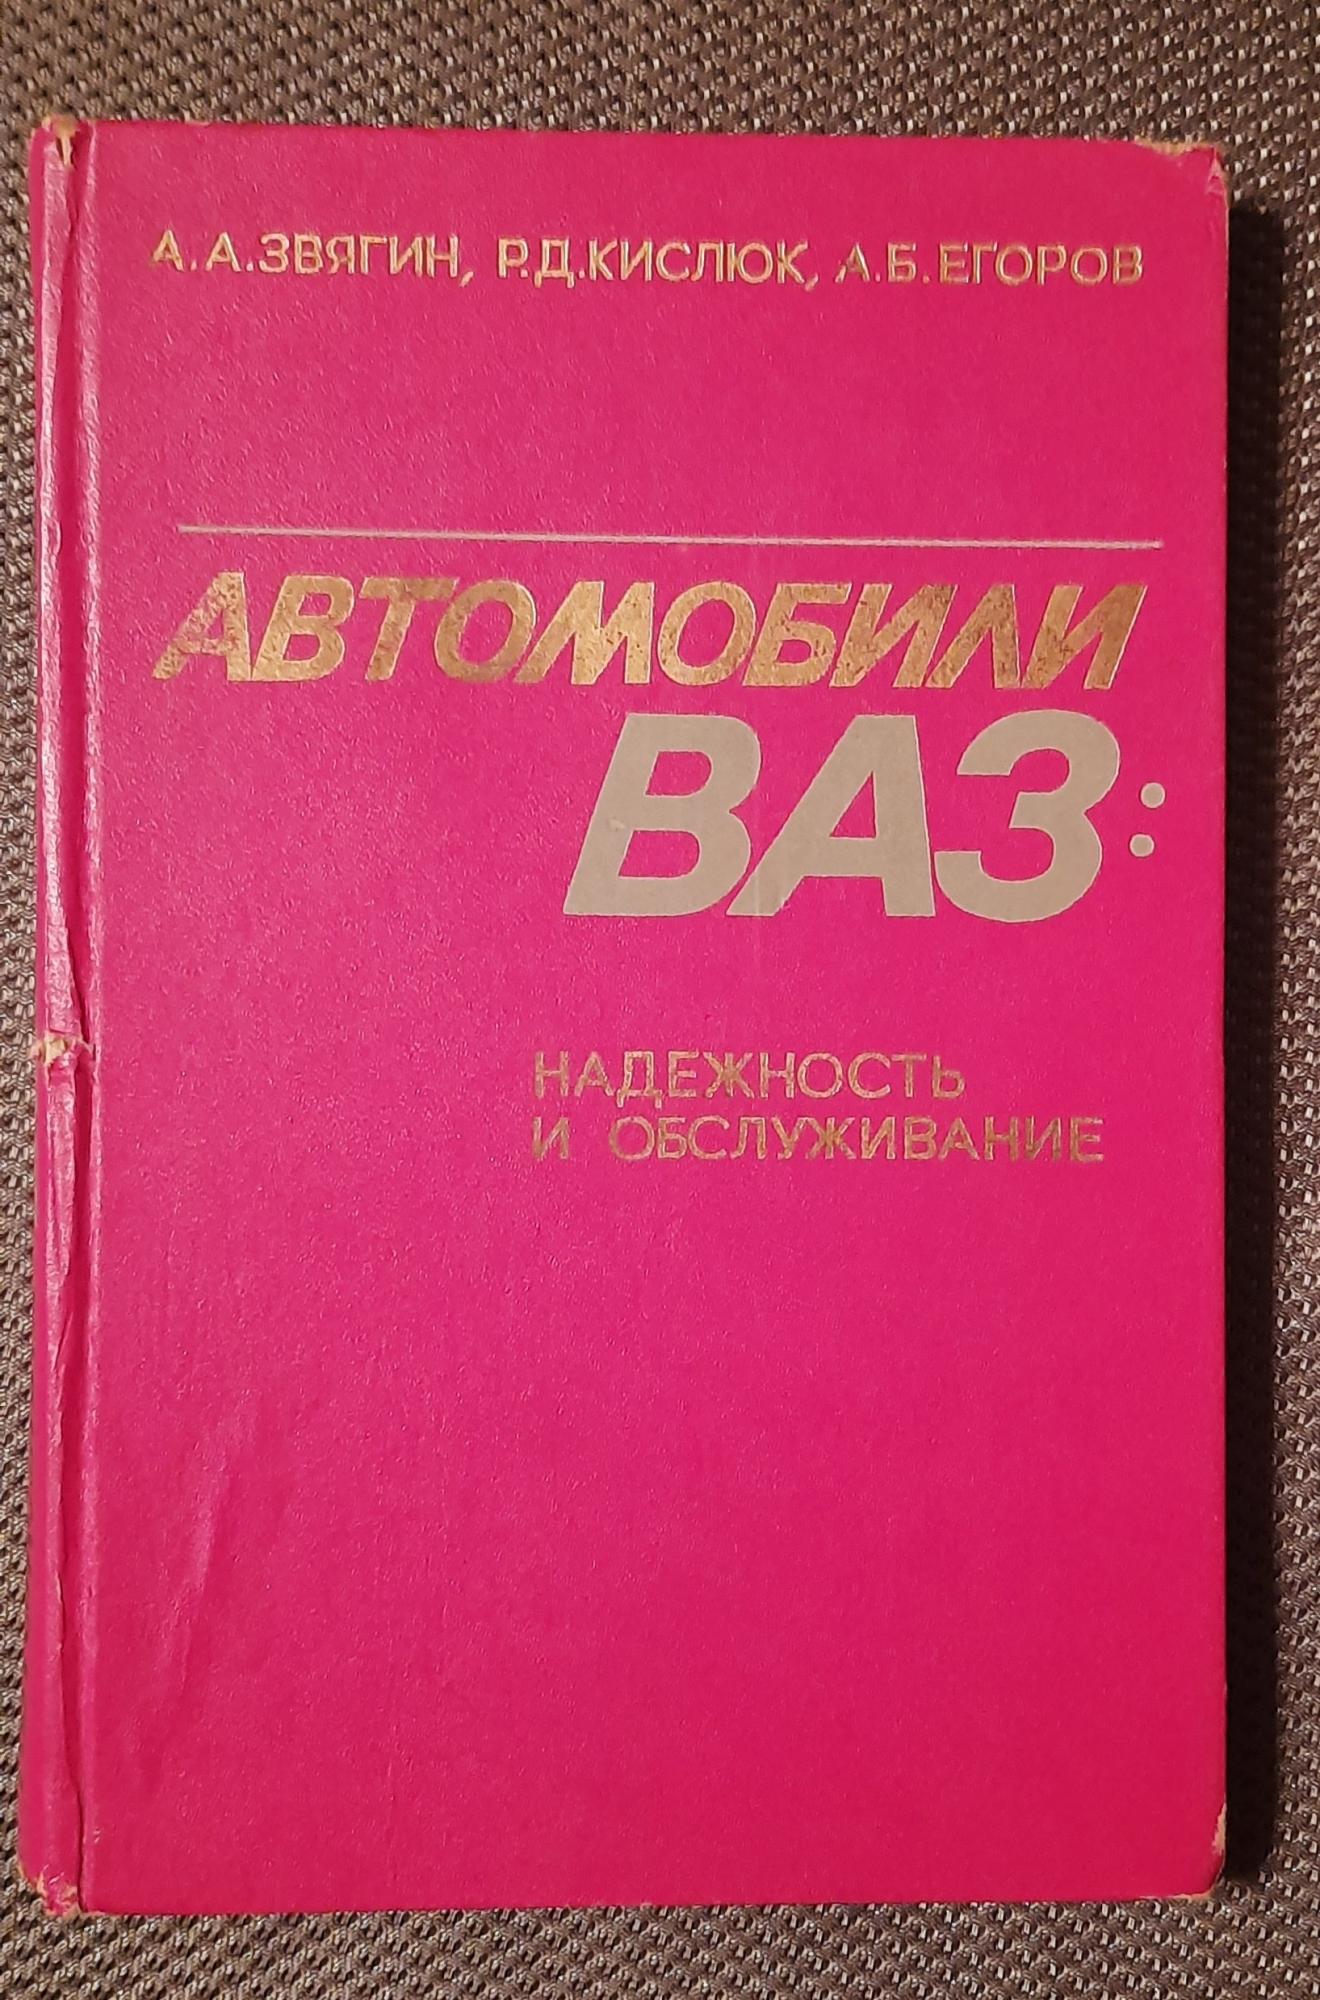 А.А.ЗВЯГИН, Р.Д.КИСЛЮК, А.Б.ЕГОРОВ
АВТОМОБИЛИ
ВАЗ:
НАДЕЖНОСТЬ
И ОБСЛУЖИВАНИЕ